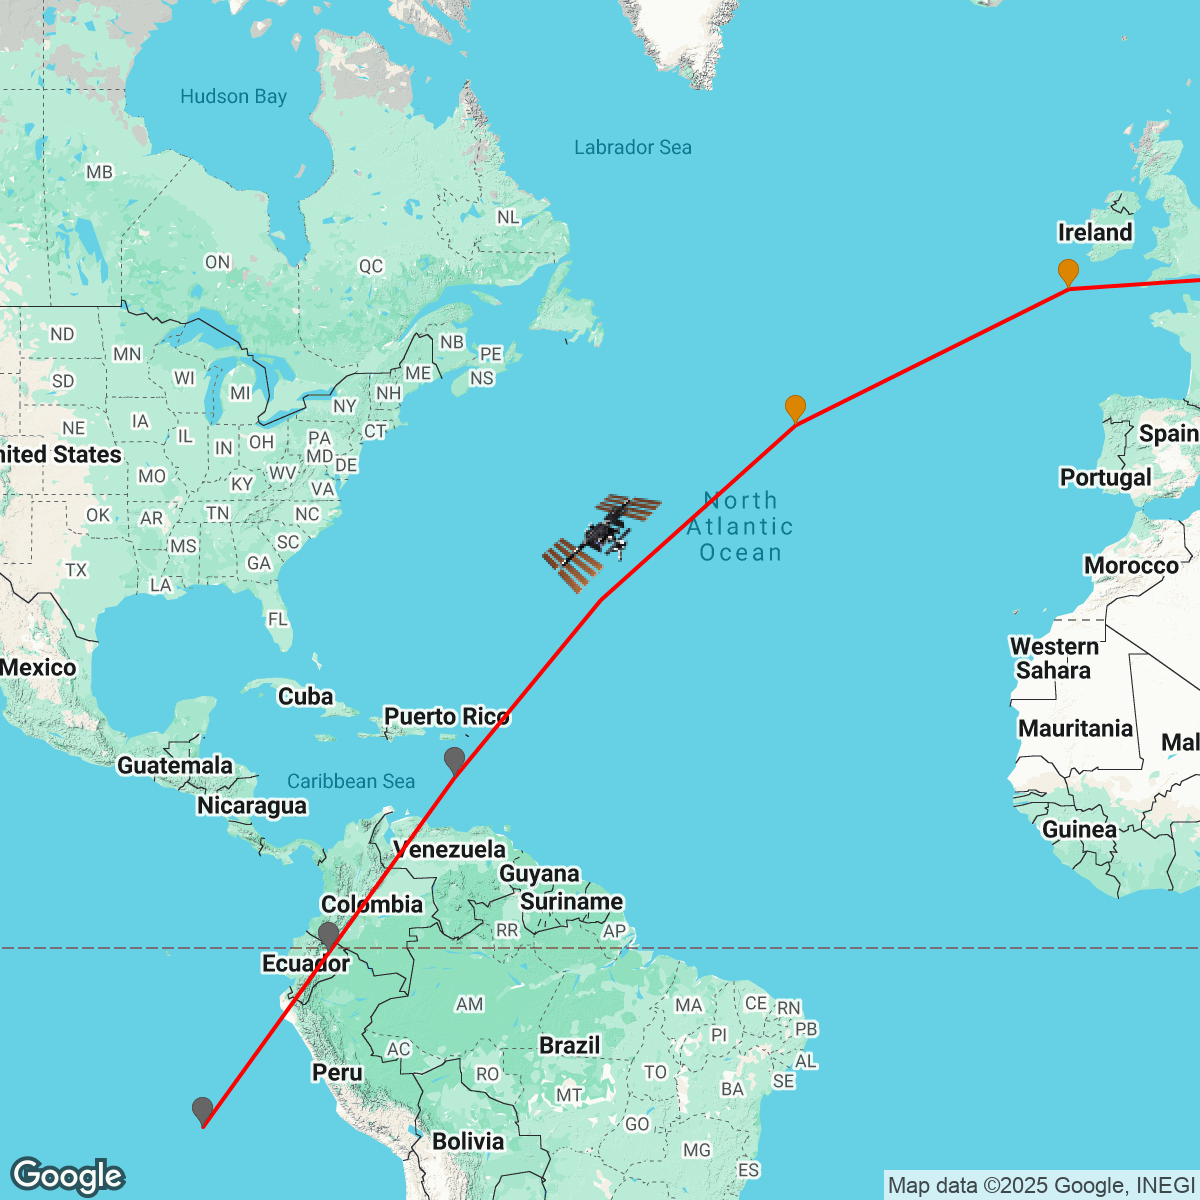 Hudson Bay
Labrador Sea
MB
NL
Ireland
ON
QC
ND
MN
NB
PE
SD
WI
MI
ME
NS
NH
NY
NE
IA
IL
IN
OH
PA
CT
Spain
nited States
MO
KY
WV
MD
DE
Portugal
VA
North
Atlantic
Ocean
OK
AR
TN
NC
MS
SC
GA
TX
LA
Morocco
FL
Western
Sahara
Mexico
Cuba
Puerto Rico
Mauritania
Mal
Guatemala
Caribbean Sea
Nicaragua
Guinea
Venezuela
Guyana
Suriname
Colombia
RR
AP
Ecuador
AM
MA
CE
RN
PI
PB
Brazil
AC
AL
Peru
RO
TO
SE
MT
BA
GO
Bolivia
MG
ES
Google
Map data ©2025 Google, INEGI